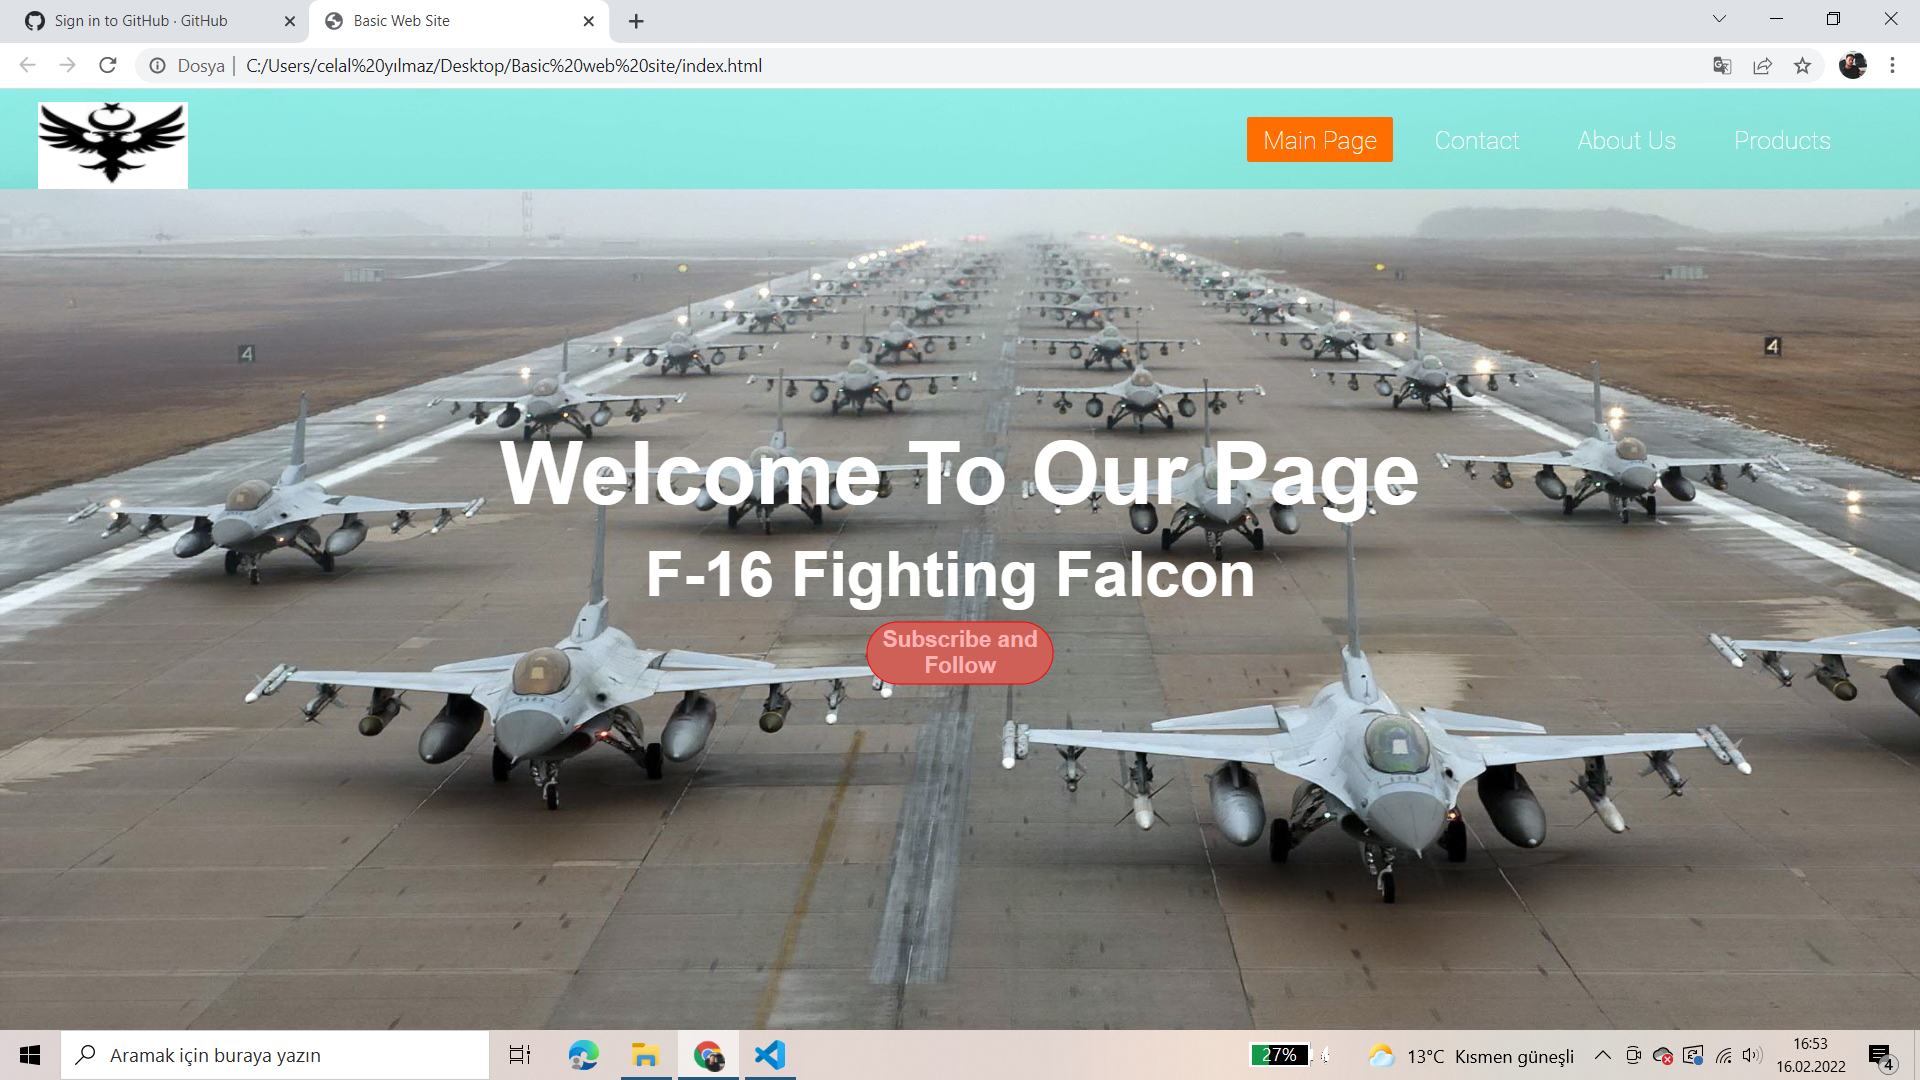 Sign in to GitHub · GitHub
Basic Web Site
Dosya | C:/Users/celal%20yılmaz/Desktop/Basic%20web%20site/index.html
Main Page
Contact
About Us
Products
4
4
Welcome To Our Page
F-16 Fighting Falcon
Subscribe and
Follow
Aramak için buraya yazın
27%
13°C Kısmen güneşli
16:53
16.02.2022
4